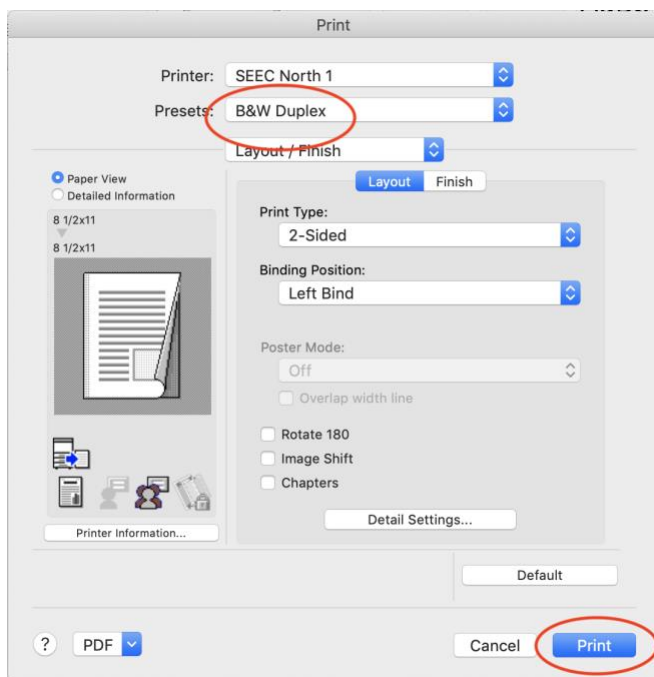 Print
Printer: SEEC North 1
Presets: B&W Duplex
Layout / Finish
Paper View
Detailed Information
8 1/2x11
8 1/2x11
Printer Information...
Layout Finish
Print Type:
2-Sided
Binding Position:
Left Bind
Poster Mode:
Off
Overlap width line
Rotate 180
Image Shift
Chapters
Detail Settings...
Default
? PDF Cancel Print